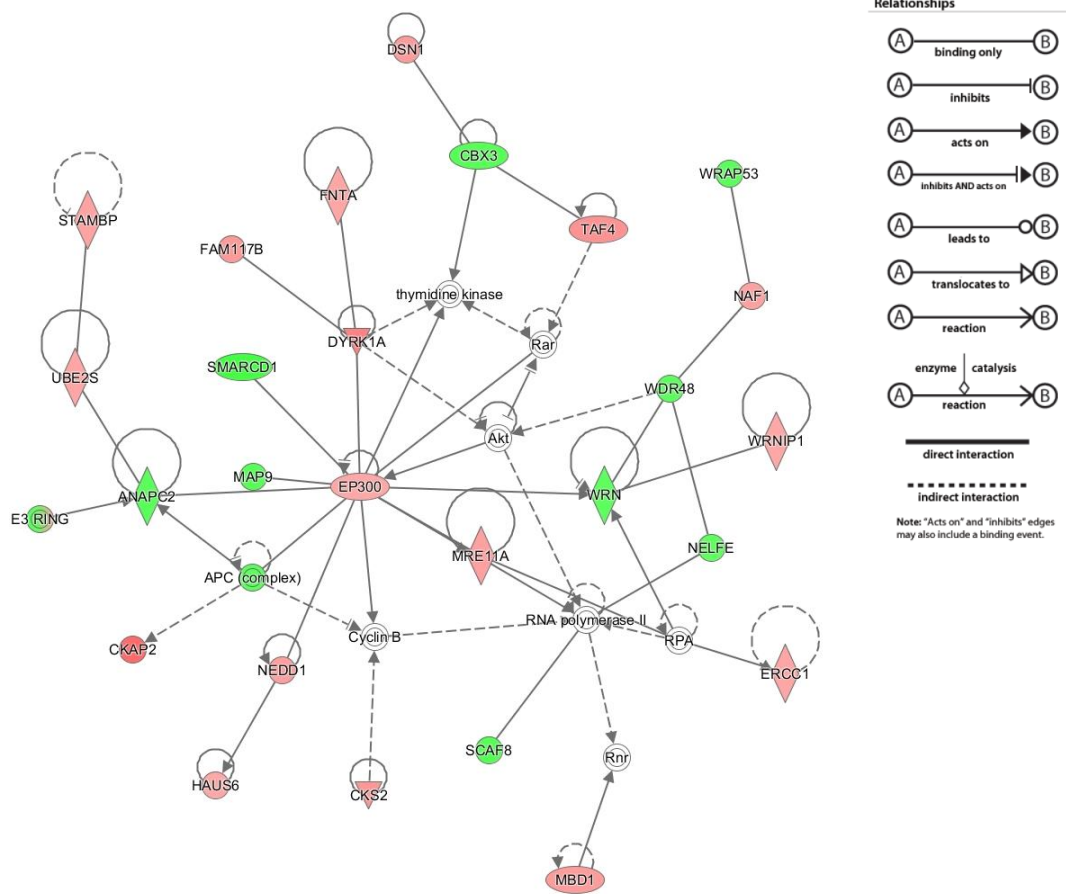 Relationships
DSN1
A
B
binding only
CBX3
A
B
inhibits
WRAP53
A
B
acts on
FNTA
A
B
inhibits AND acts on
STAMBP
TAF4
FAM117B
A
B
leads to
thymidine kinase
NAF1
A
B
translocates to
DYRK1A
Rar
A
B
reaction
SMARCD1
UBE2S
WDR48
enzyme catalysis
A
B
reaction
Akt
WRNIP1
direct interaction
MAP9
EP300
ANAPC2
WRN
indirect interaction
E3 RING
Note: “Acts on” and “inhibits” edges
may also include a binding event.
MRE11A
NELFE
APC (complex)
RNA polymerase II
Cyclin B
RPA
CKAP2
NEDD1
ERCC1
SCAF8
Rnr
HAUS6
CKS2
MBD1